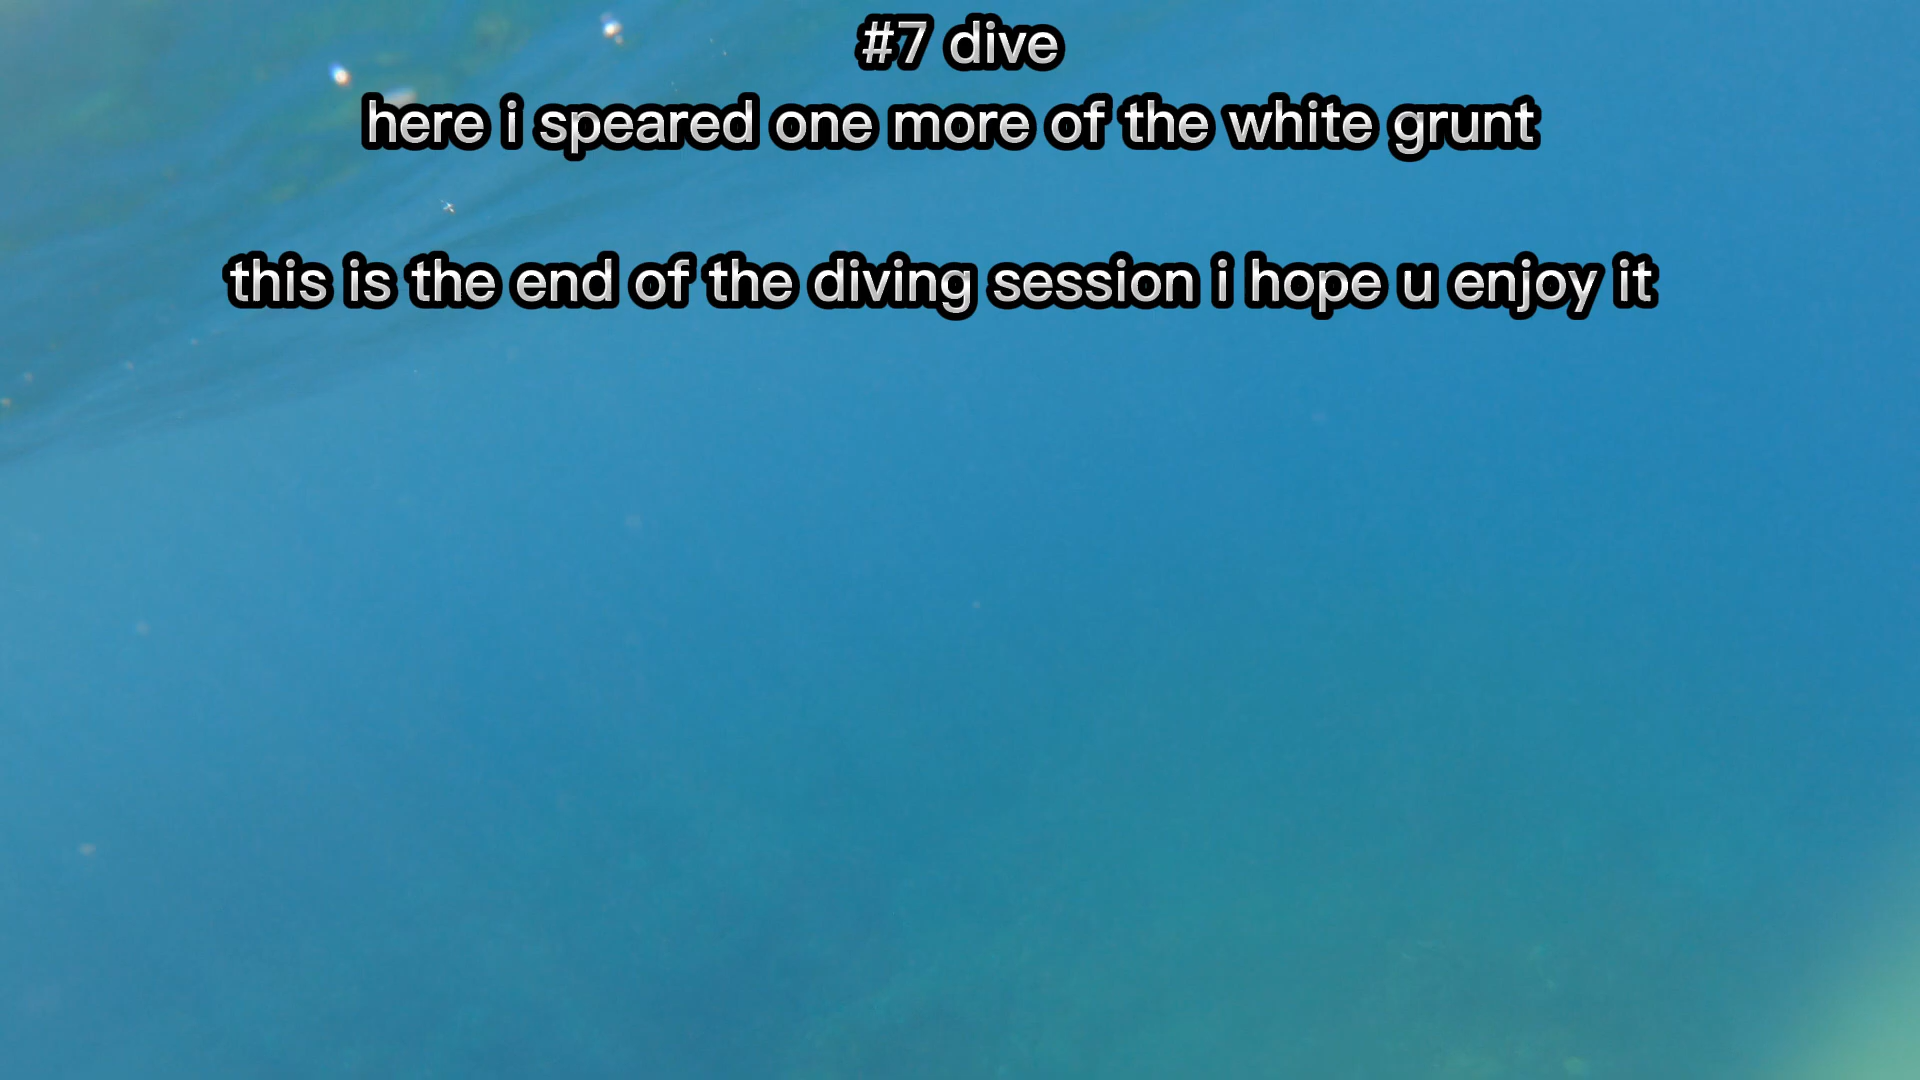 #7 dive
here i speared one more of the white grunt
this is the end of the diving session i hope u enjoy it